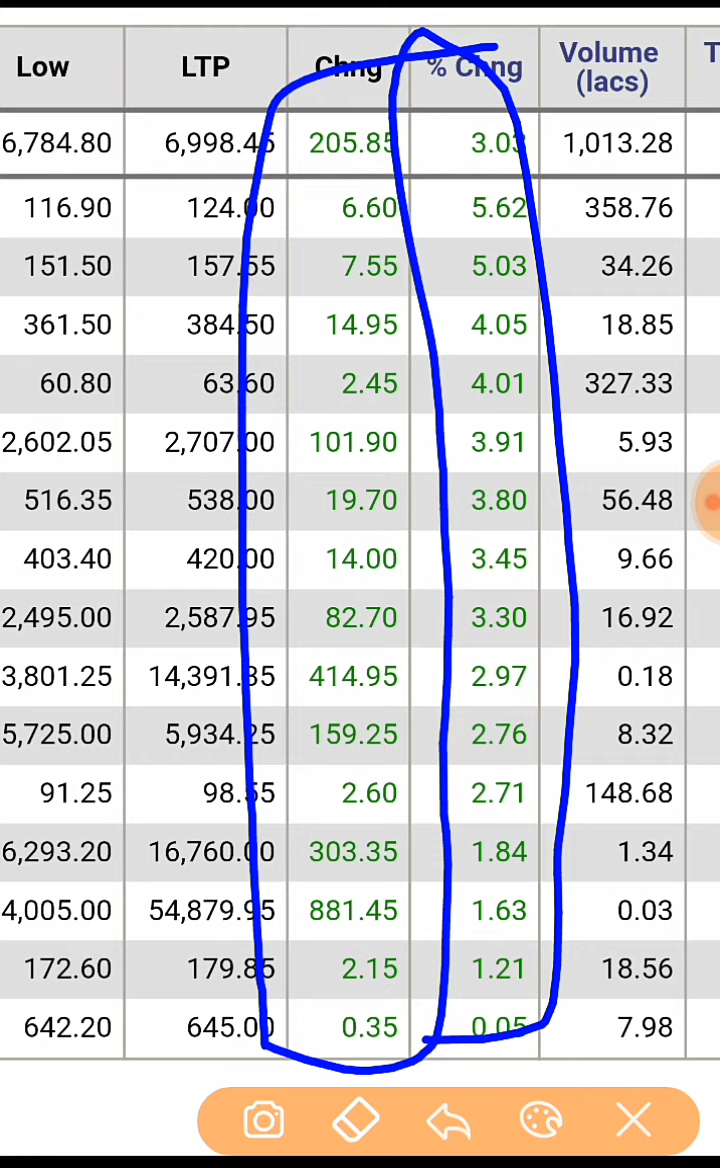 Low LTP Chng % Chng Volume (lacs) T
6,784.80 6,998.45 205.85 3.03 1,013.28
116.90 124.00 6.60 5.62 358.76
151.50 157.55 7.55 5.03 34.26
361.50 384.50 14.95 4.05 18.85
60.80 63.60 2.45 4.01 327.33
2,602.05 2,707.00 101.90 3.91 5.93
516.35 538.00 19.70 3.80 56.48
403.40 420.00 14.00 3.45 9.66
2,495.00 2,587.95 82.70 3.30 16.92
3,801.25 14,391.35 414.95 2.97 0.18
5,725.00 5,934.25 159.25 2.76 8.32
91.25 98.55 2.60 2.71 148.68
6,293.20 16,760.00 303.35 1.84 1.34
4,005.00 54,879.95 881.45 1.63 0.03
172.60 179.85 2.15 1.21 18.56
642.20 645.00 0.35 0.05 7.98